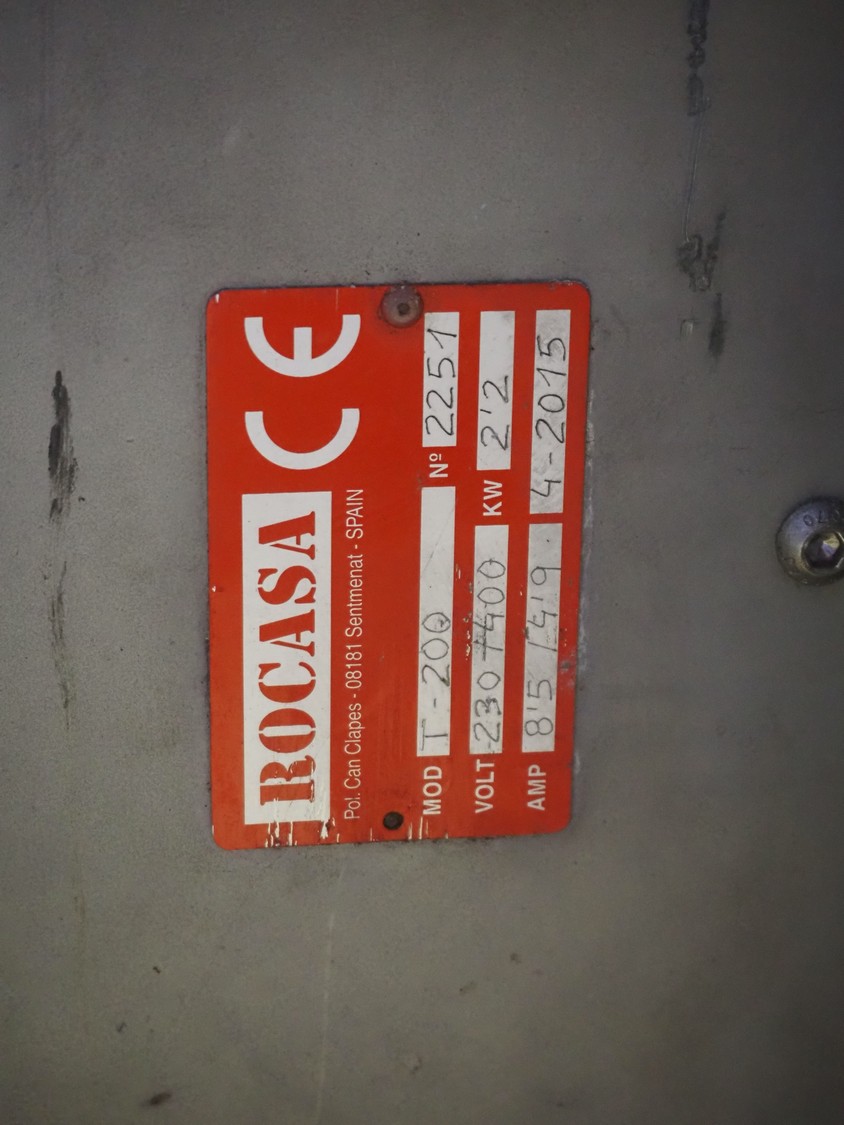 ROCASA CE
Pol. Can Clapes - 08181 Sentmenat - SPAIN
MOD T-200 Nº 2251
VOLT 230/400 KW 2'2
AMP 8'5/4'9 4-2015